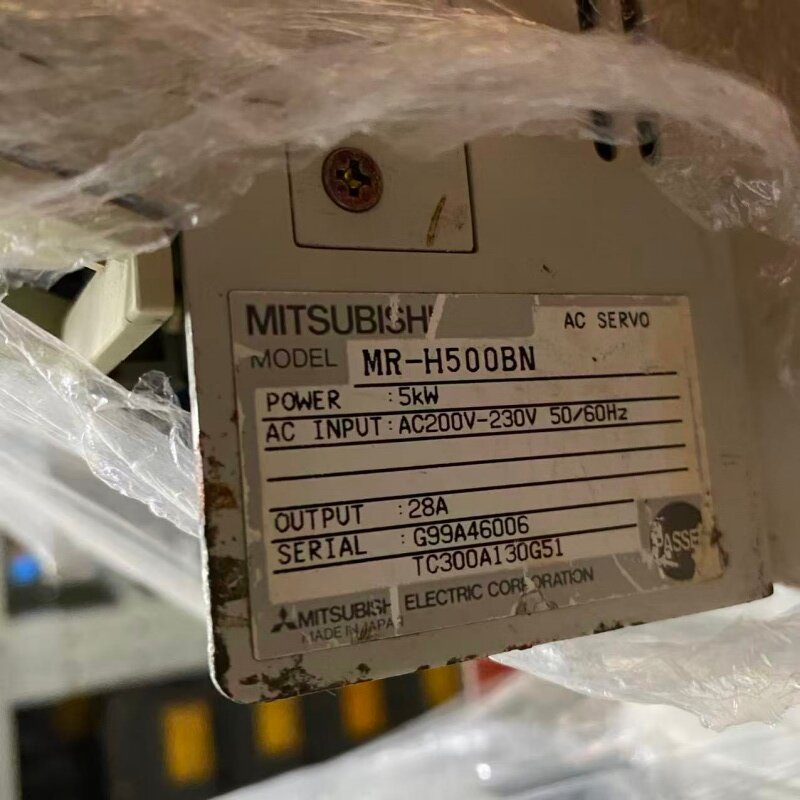 MITSUBISHI AC SERVO
MODEL MR-H500BN
POWER :5kW
AC INPUT:AC200V-230V 50/60Hz
OUTPUT :28A
SERIAL :G99A46006
TC300A130G51
MITSUBISHI ELECTRIC CORPORATION
MADE IN JAPAN